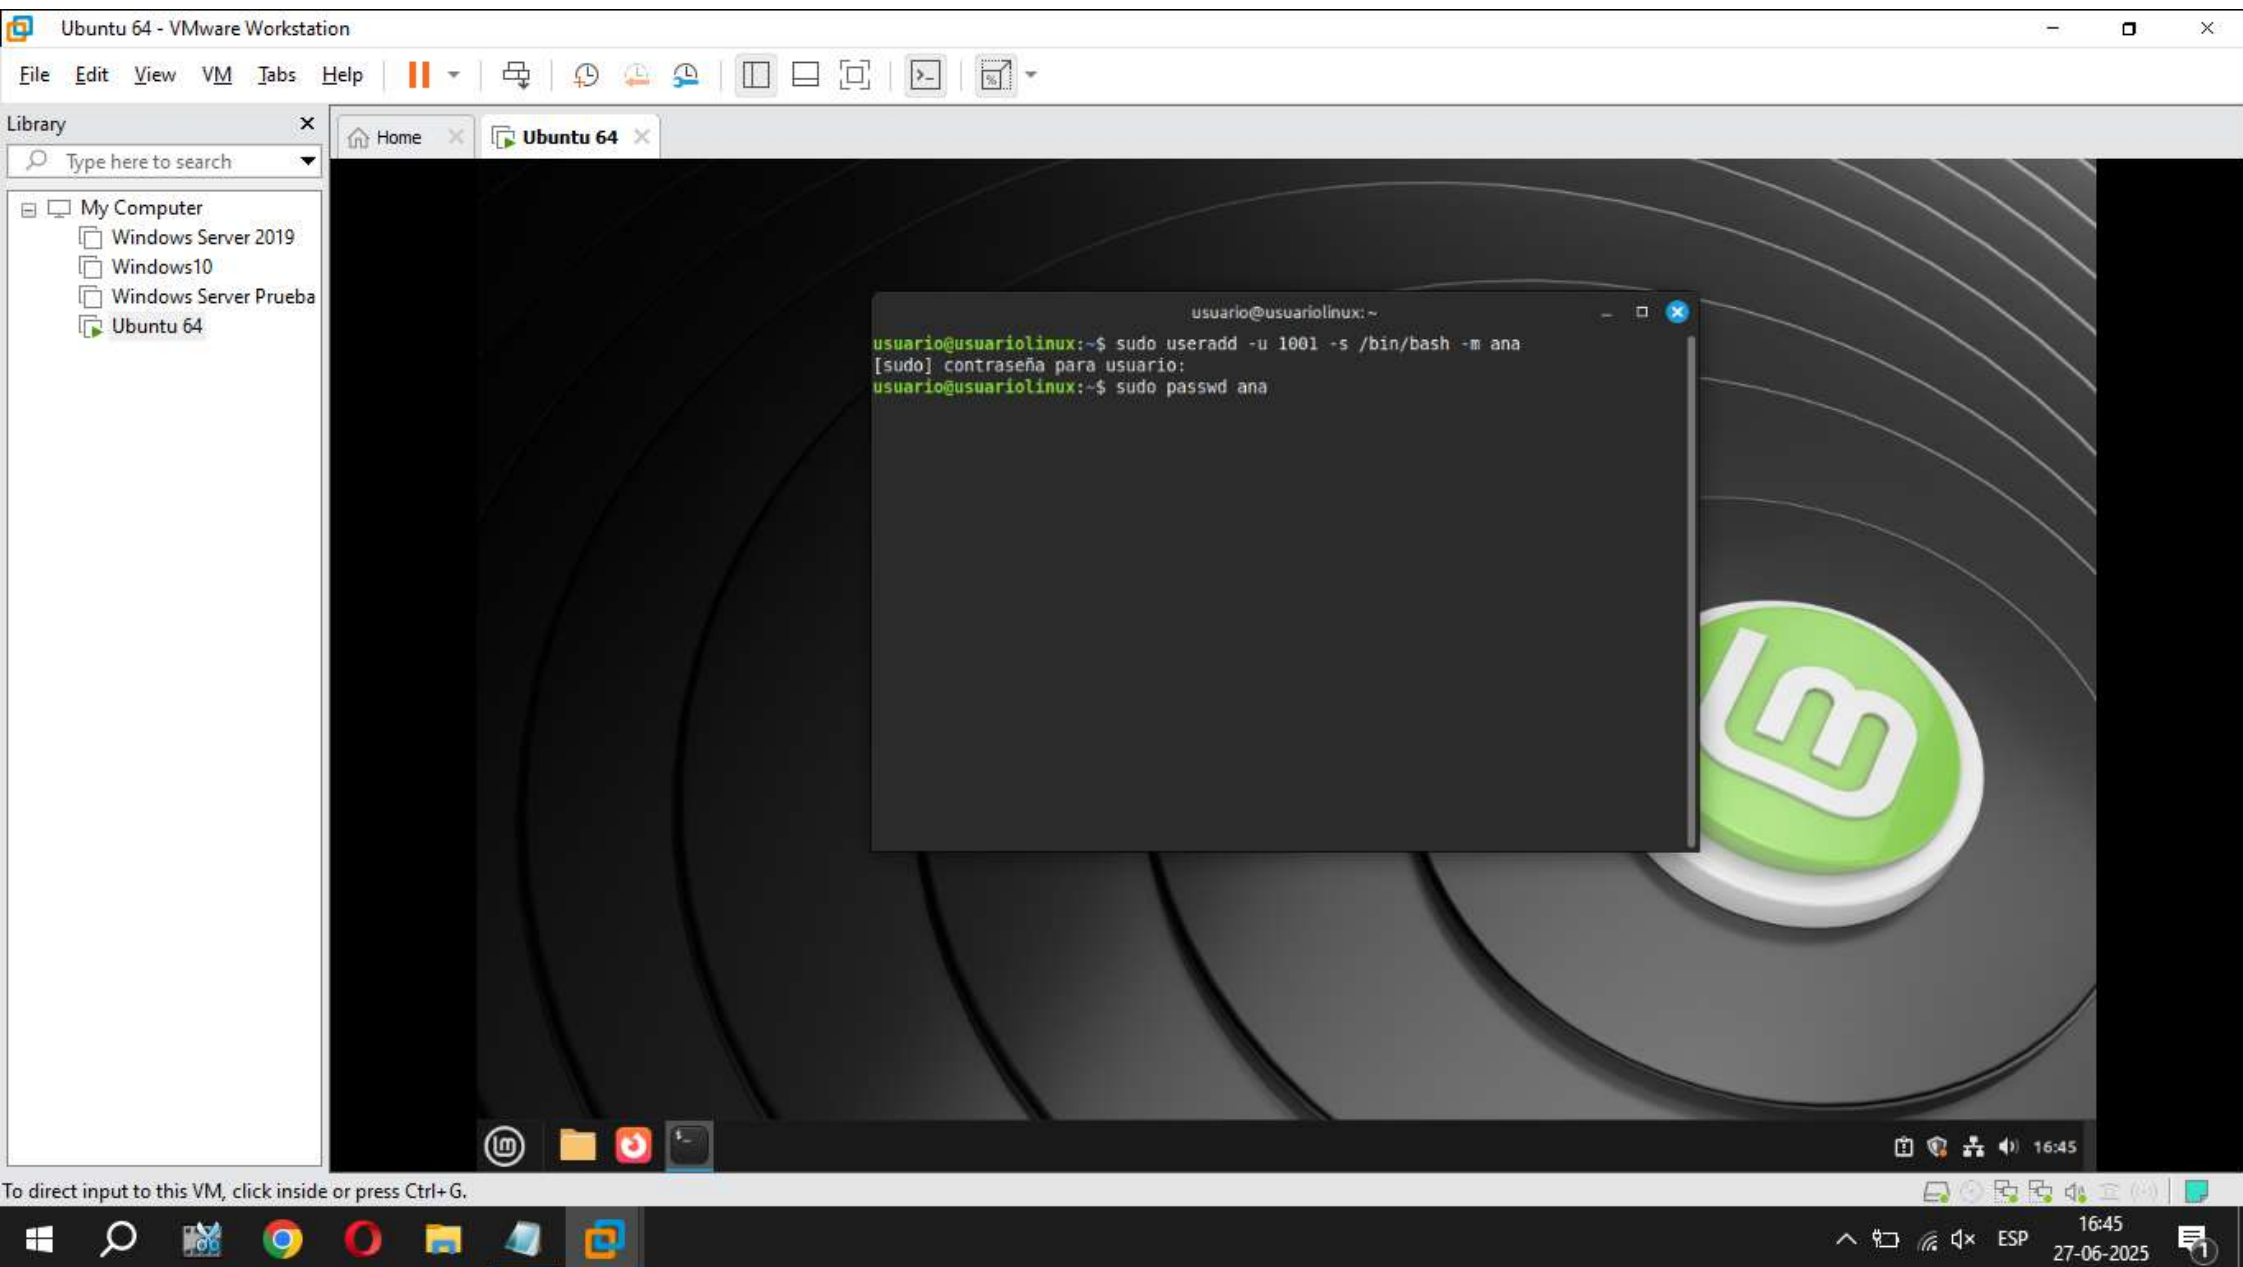 Ubuntu 64 - VMware Workstation
File Edit View VM Tabs Help
Library
Home
Ubuntu 64
Type here to search
My Computer
Windows Server 2019
Windows10
Windows Server Prueba
Ubuntu 64
usuario@usuariolinux: ~
usuario@usuariolinux:~$ sudo useradd -u 1001 -s /bin/bash -m ana
[sudo] contraseña para usuario:
usuario@usuariolinux:~$ sudo passwd ana
16:45
To direct input to this VM, click inside or press Ctrl+G.
ESP
16:45
27-06-2025
1